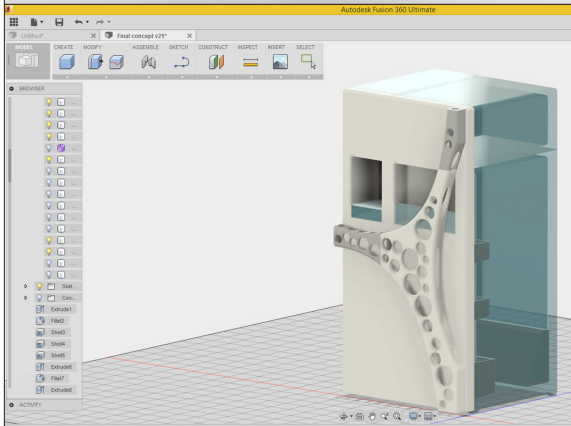 Autodesk Fusion 360 Ultimate
Untitled*
Final concept v21*
MODEL
CREATE
MODIFY
ASSEMBLE
SKETCH
CONSTRUCT
INSPECT
INSERT
SELECT
BROWSER
Sket...
Con...
Extrude1
Fillet2
Shell3
Shell4
Shell5
Extrude6
Fillet7
Extrude8
ACTIVITY